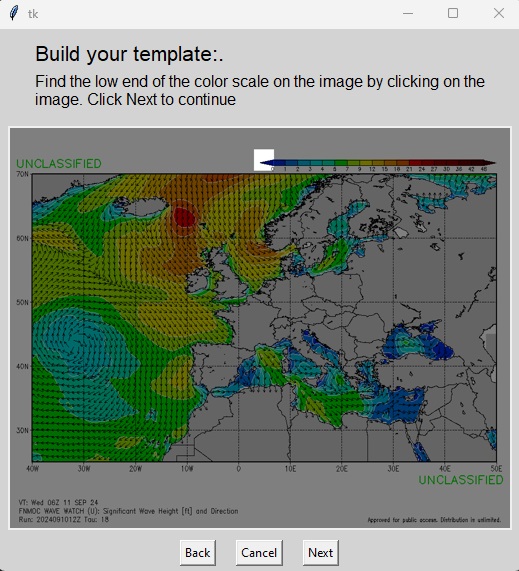 tk
Build your template:.
Find the low end of the color scale on the image by clicking on the
image. Click Next to continue
UNCLASSIFIED
1 2 3 4 5 6 7 8 9 12 15 18 21 24 27 30 33 36 42 48
70N
60N
50N
40N
30N
40W 30W 20W 10W 0 10E 20E 30E 40E 50E
UNCLASSIFIED
VT: Wed 06Z 11 SEP 24
FNMOC WAVE WATCH (U): Significant Wave Height [ft] and Direction
Run: 2024091012Z Tau: 18
Approved for public access. Distribution is unlimited.
Back Cancel Next